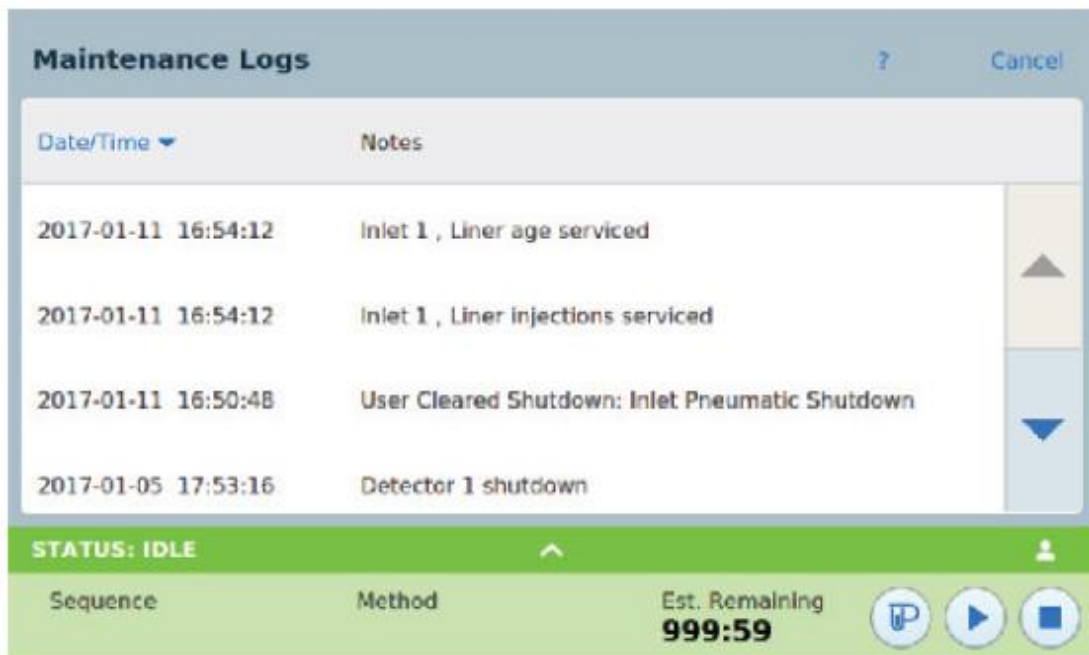 Maintenance Logs ? Cancel
Date/Time Notes
2017-01-11 16:54:12 Inlet 1 , Liner age serviced
2017-01-11 16:54:12 Inlet 1 , Liner injections serviced
2017-01-11 16:50:48 User Cleared Shutdown: Inlet Pneumatic Shutdown
2017-01-05 17:53:16 Detector 1 shutdown
STATUS: IDLE
Sequence Method Est. Remaining
999:59